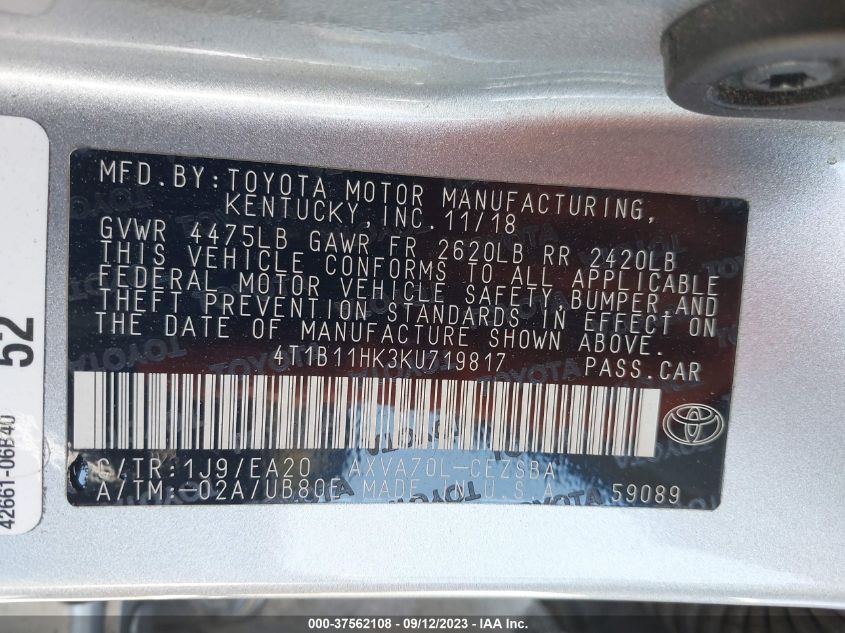 MFD.BY:TOYOTA MOTOR MANUFACTURING,
KENTUCKY, INC. 11/18
GVWR 4475LB GAWR FR 2620LB RR 2420LB
THIS VEHICLE CONFORMS TO ALL APPLICABLE
FEDERAL MOTOR VEHICLE SAFETY,BUMPER,AND
THEFT PREVENTION STANDARDS IN EFFECT ON
THE DATE OF MANUFACTURE SHOWN ABOVE.
4T1B11HK3KU719817 PASS.CAR
C/TR:1J9/EA20 AXVA70L-CEZSBA
A/TM:-02A/UB80E MADE IN U.S.A 59089
52
42661-06B40
000-37562108 - 09/12/2023 - © IAA, Inc.